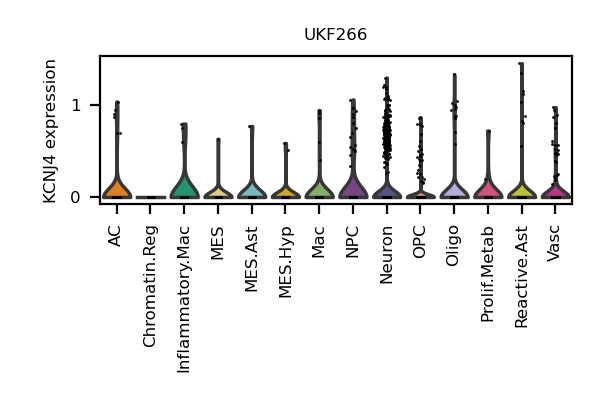 UKF266
KCNJ4 expression
1
0
AC
Chromatin.Reg
Inflammatory.Mac
MES
MES.Ast
MES.Hyp
Mac
NPC
Neuron
OPC
Oligo
Prolif.Metab
Reactive.Ast
Vasc